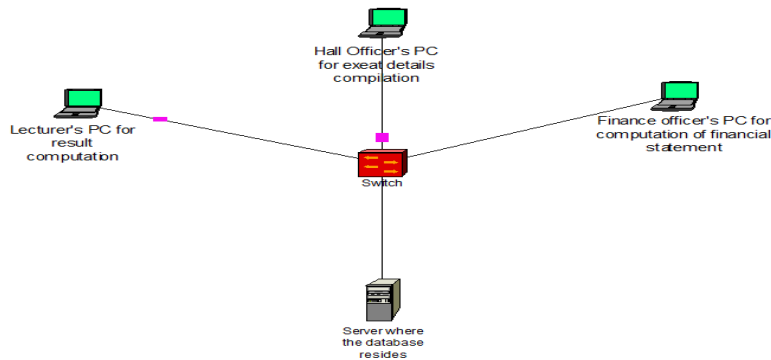 Hall Officer's PC
for exeat details
compilation
Lecturer's PC for
result
computation
Finance officer's PC for
computation of financial
statement
Switch
Server where
the database
resides